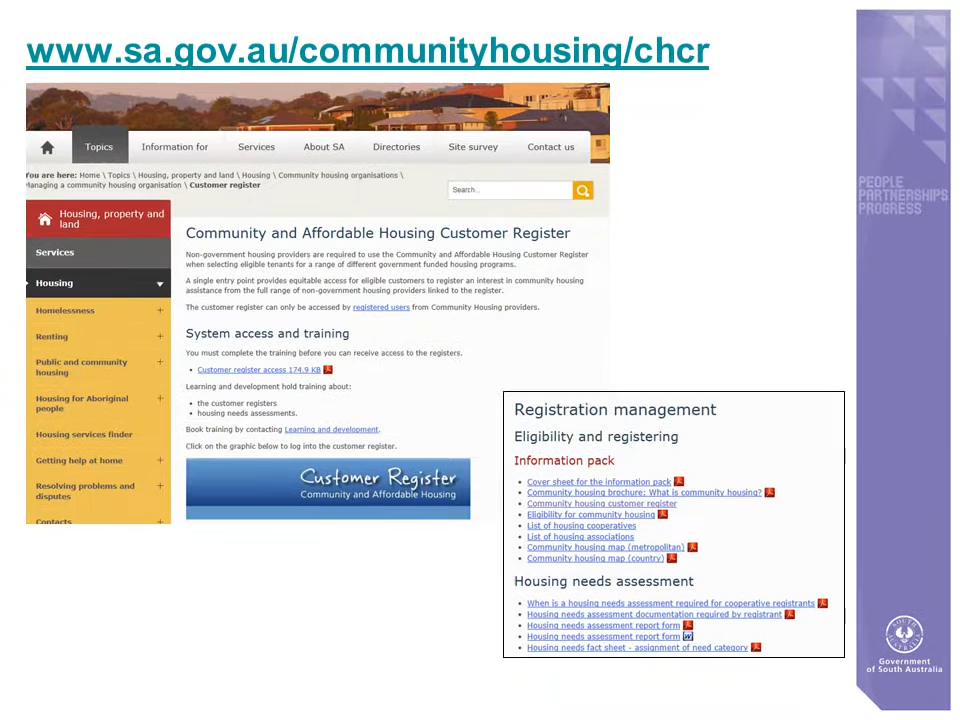 www.sa.gov.au/communityhousing/chcr
Topics
Information for
Services
About SA
Directories
Site survey
Contact us
You are here: Home \ Topics \ Housing, property and land \ Housing \ Community housing organisations \
Managing a community housing organisation \ Customer register
Search...
Housing, property and
land
Services
Housing
Homelessness +
Renting +
Public and community +
housing
Housing for Aboriginal +
people
Housing services finder
Getting help at home +
Resolving problems and +
disputes
Contacts +
Community and Affordable Housing Customer Register
Non-government housing providers are required to use the Community and Affordable Housing Customer Register
when selecting eligible tenants for a range of different government funded housing programs.
A single entry point provides equitable access for eligible customers to register an interest in community housing
assistance from the full range of non-government housing providers linked to the register.
The customer register can only be accessed by registered users from Community Housing providers.
System access and training
You must complete the training before you can receive access to the registers.
• Customer register access 174.9 KB
Learning and development hold training about:
• the customer registers
• housing needs assessments.
Book training by contacting Learning and development.
Click on the graphic below to log into the customer register.
Customer Register
Community and Affordable Housing
Registration management
Eligibility and registering
Information pack
• Cover sheet for the information pack
• Community housing brochure: What is community housing?
• Community housing customer register
• Eligibility for community housing
• List of housing cooperatives
• List of housing associations
• Community housing map (metropolitan)
• Community housing map (country)
Housing needs assessment
• When is a housing needs assessment required for cooperative registrants
• Housing needs assessment documentation required by registrant
• Housing needs assessment report form
• Housing needs assessment report form
• Housing needs fact sheet - assignment of need category
PEOPLE
PARTNERSHIPS
PROGRESS
SOUTH
AUSTRALIA
Government
of South Australia